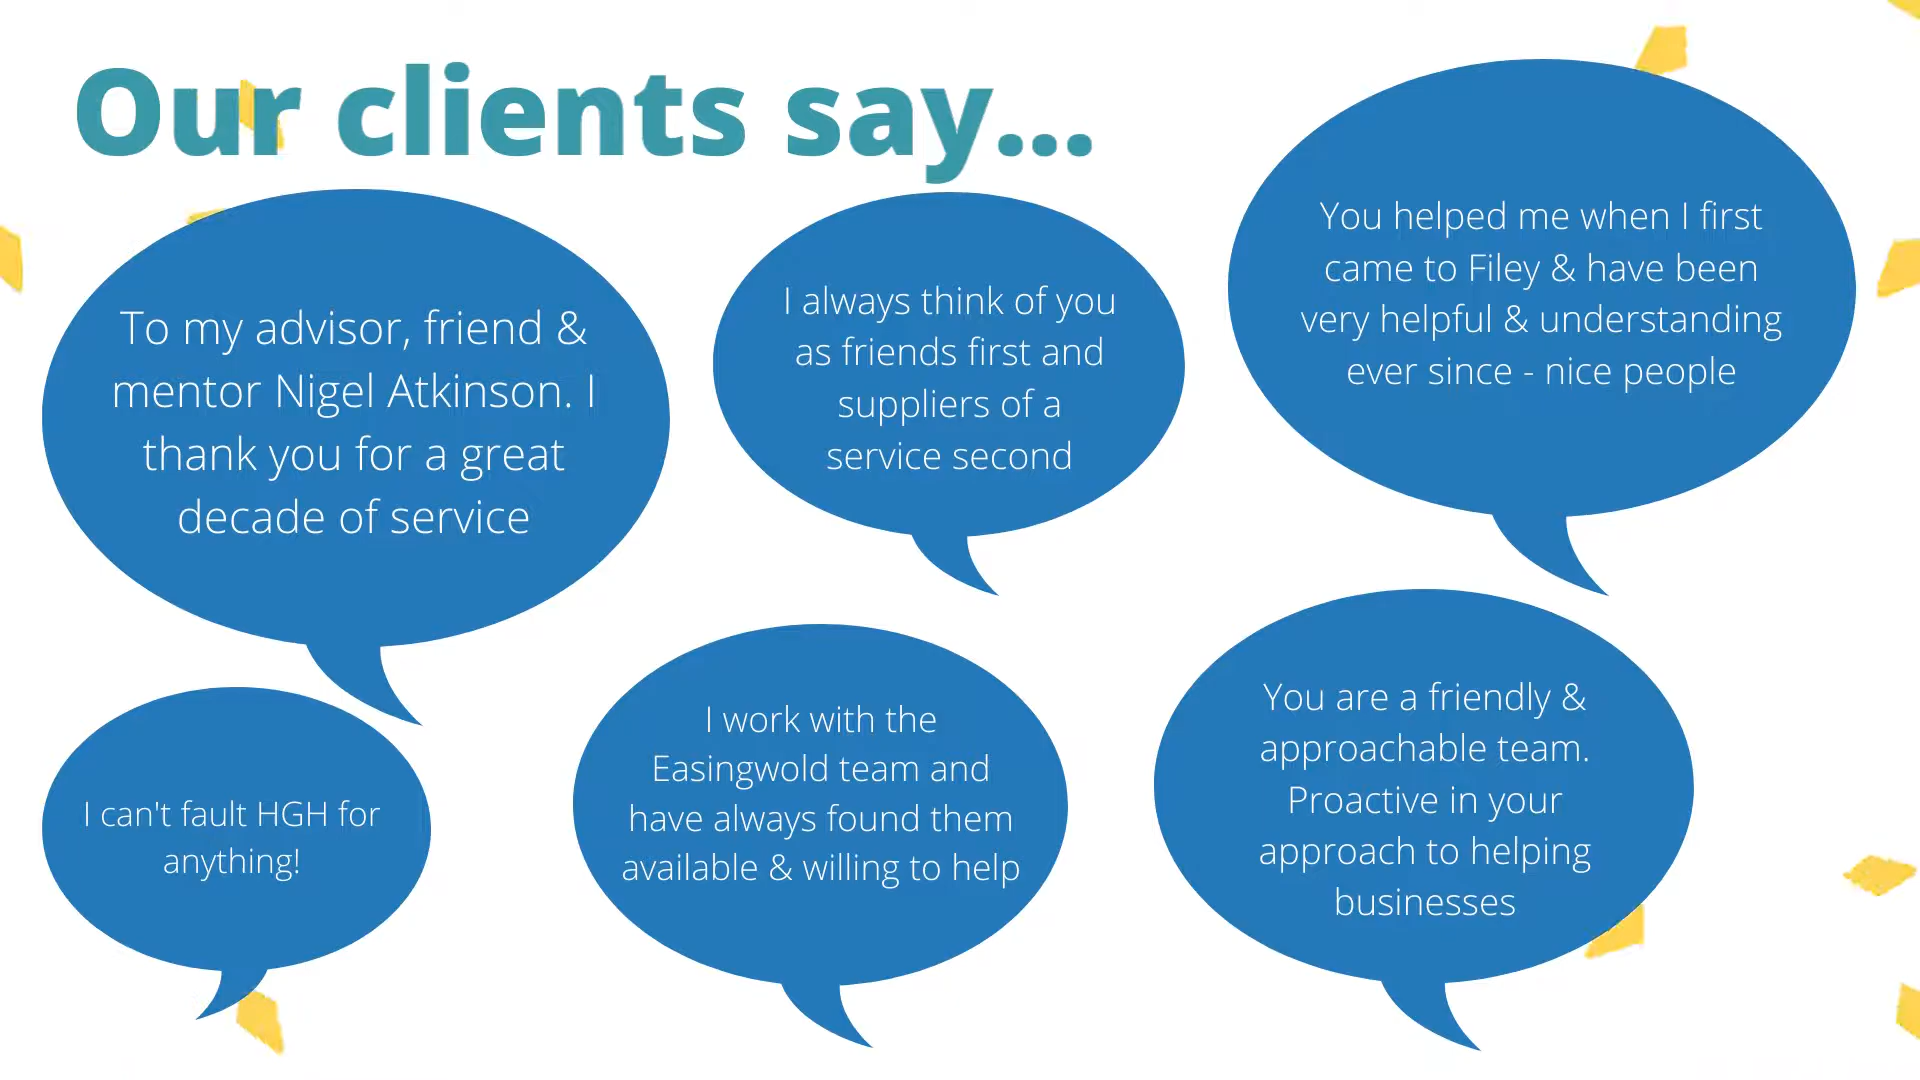 Our clients say...
To my advisor, friend &
mentor Nigel Atkinson. I
thank you for a great
decade of service
I always think of you
as friends first and
suppliers of a
service second
You helped me when I first
came to Filey & have been
very helpful & understanding
ever since - nice people
I can't fault HGH for
anything!
I work with the
Easingwold team and
have always found them
available & willing to help
You are a friendly &
approachable team.
Proactive in your
approach to helping
businesses